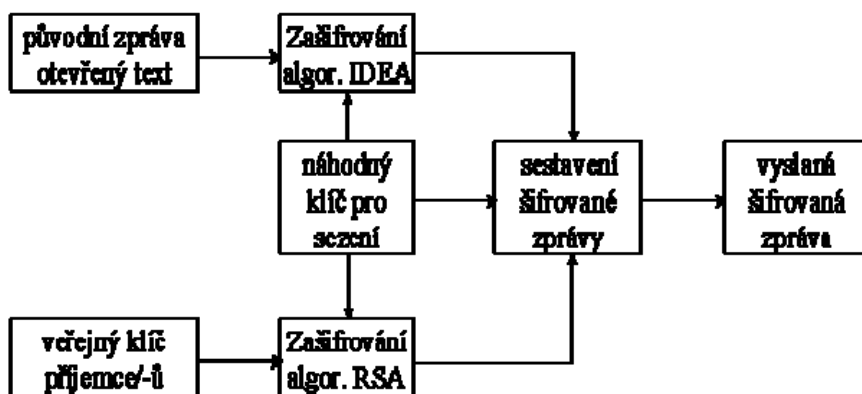 původní zpráva
otevřený text
Zašifrování
algor. IDEA
náhodný
klíč pro
sezení
sestavení
šifrované
zprávy
vyslaná
šifrovaná
zpráva
veřejný klíč
příjemce/-ů
Zašifrování
algor. RSA